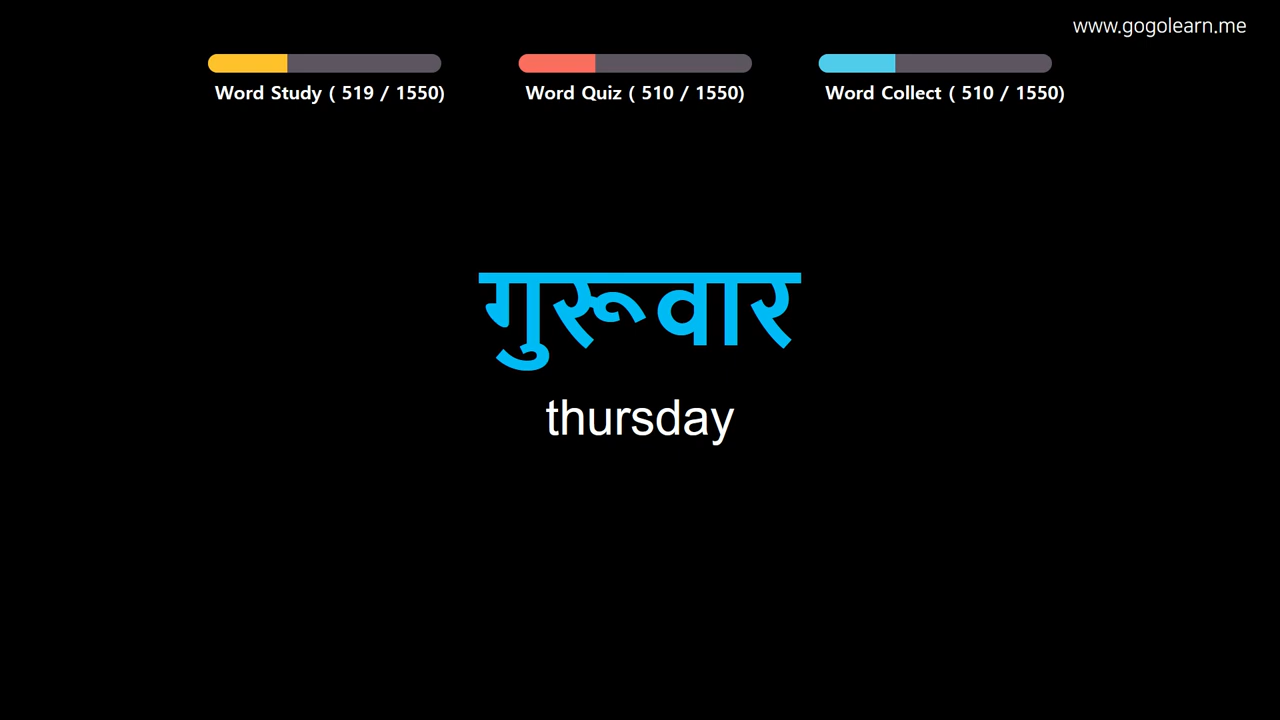 www.gogolearn.me
Word Study ( 519 / 1550)
Word Quiz ( 510 / 1550)
Word Collect ( 510 / 1550)
गुरूवार
thursday